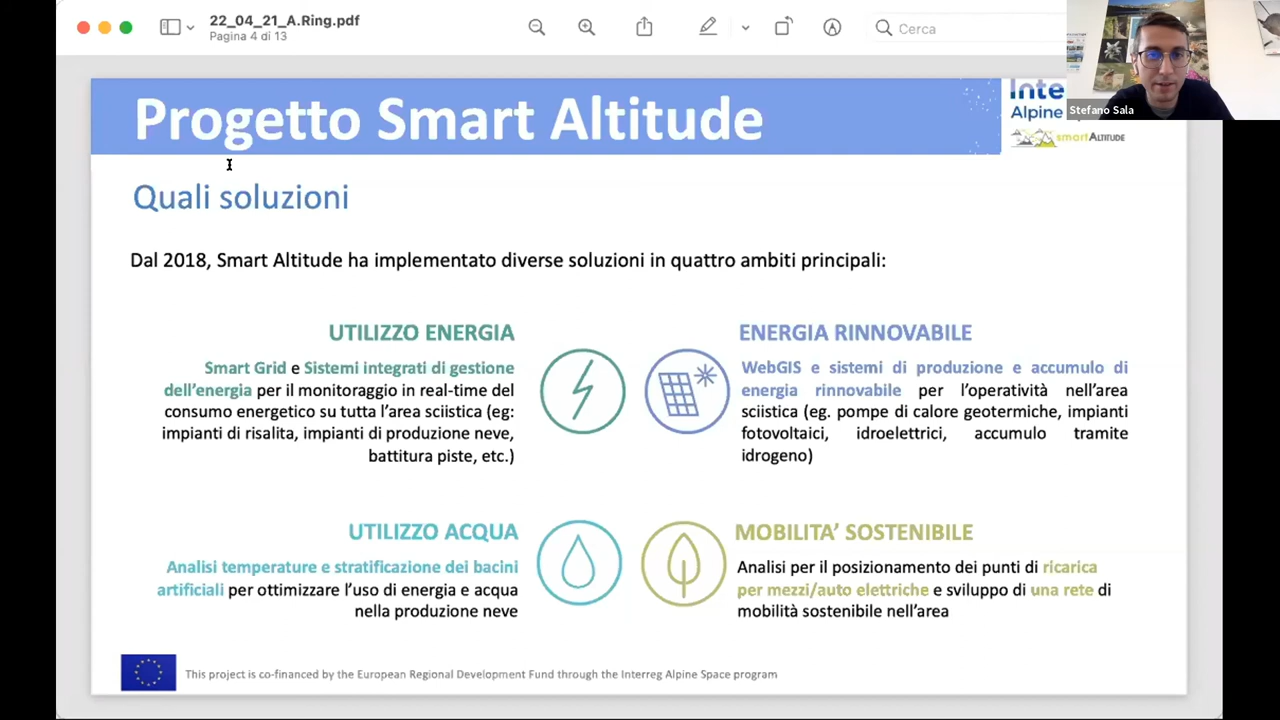 22_04_21_A.Ring.pdf
Pagina 4 di 13
Cerca
Stefano Sala
Progetto Smart Altitude
Inte
Alpine
smartALTITUDE
Quali soluzioni
Dal 2018, Smart Altitude ha implementato diverse soluzioni in quattro ambiti principali:
UTILIZZO ENERGIA
Smart Grid e Sistemi integrati di gestione
dell’energia per il monitoraggio in real-time del
consumo energetico su tutta l’area sciistica (eg:
impianti di risalita, impianti di produzione neve,
battitura piste, etc.)
ENERGIA RINNOVABILE
WebGIS e sistemi di produzione e accumulo di
energia rinnovabile per l’operatività nell’area
sciistica (eg. pompe di calore geotermiche, impianti
fotovoltaici, idroelettrici, accumulo tramite
idrogeno)
UTILIZZO ACQUA
Analisi temperature e stratificazione dei bacini
artificiali per ottimizzare l’uso di energia e acqua
nella produzione neve
MOBILITA’ SOSTENIBILE
Analisi per il posizionamento dei punti di ricarica
per mezzi/auto elettriche e sviluppo di una rete di
mobilità sostenibile nell’area
This project is co-financed by the European Regional Development Fund through the Interreg Alpine Space program